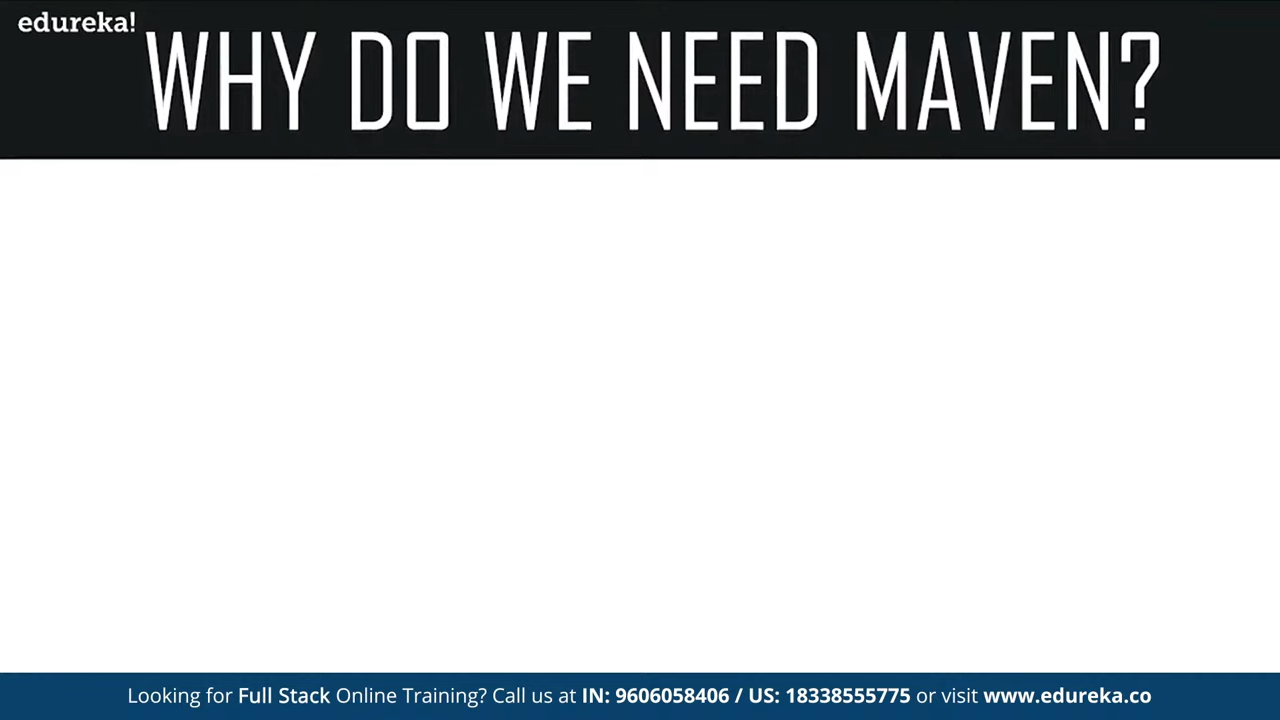 edureka!
WHY DO WE NEED MAVEN?
Looking for Full Stack Online Training? Call us at IN: 9606058406 / US: 18338555775 or visit www.edureka.co